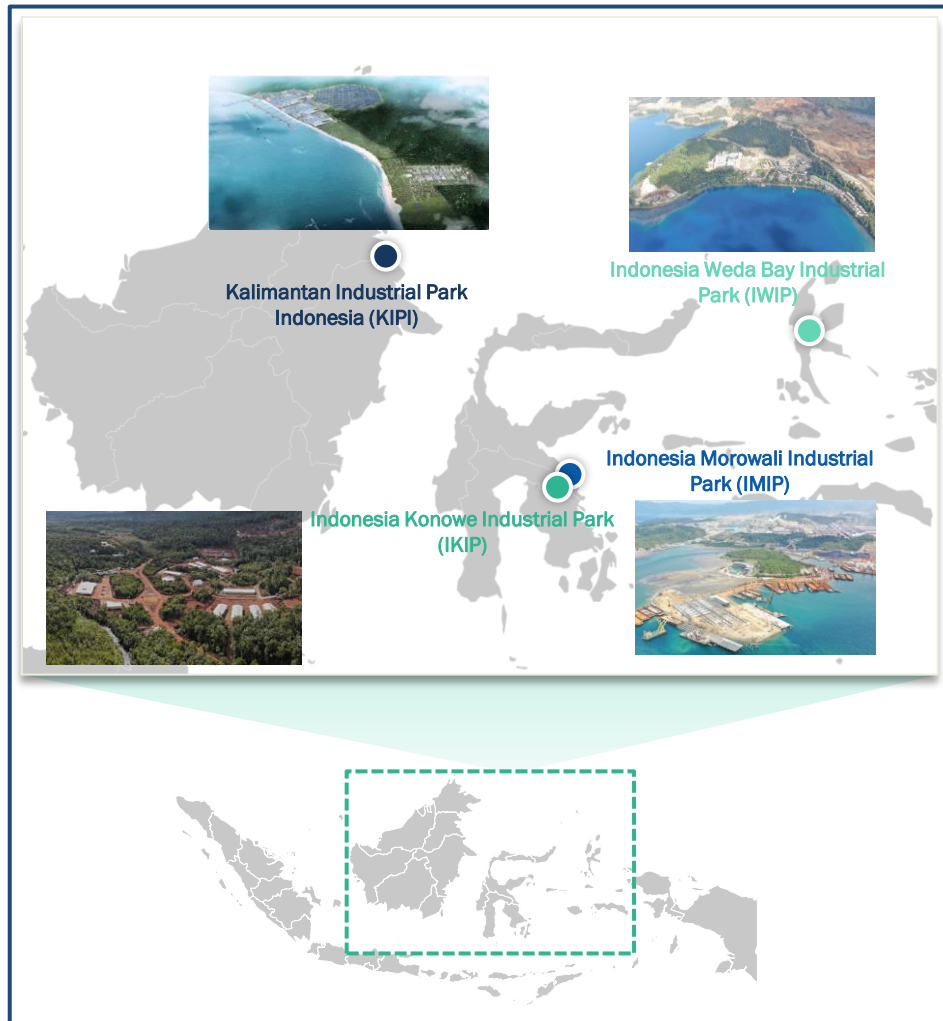 Kalimantan Industrial Park
Indonesia (KIPI)
Indonesia Weda Bay Industrial
Park (IWIP)
Indonesia Morowali Industrial
Park (IMIP)
Indonesia Konowe Industrial Park
(IKIP)